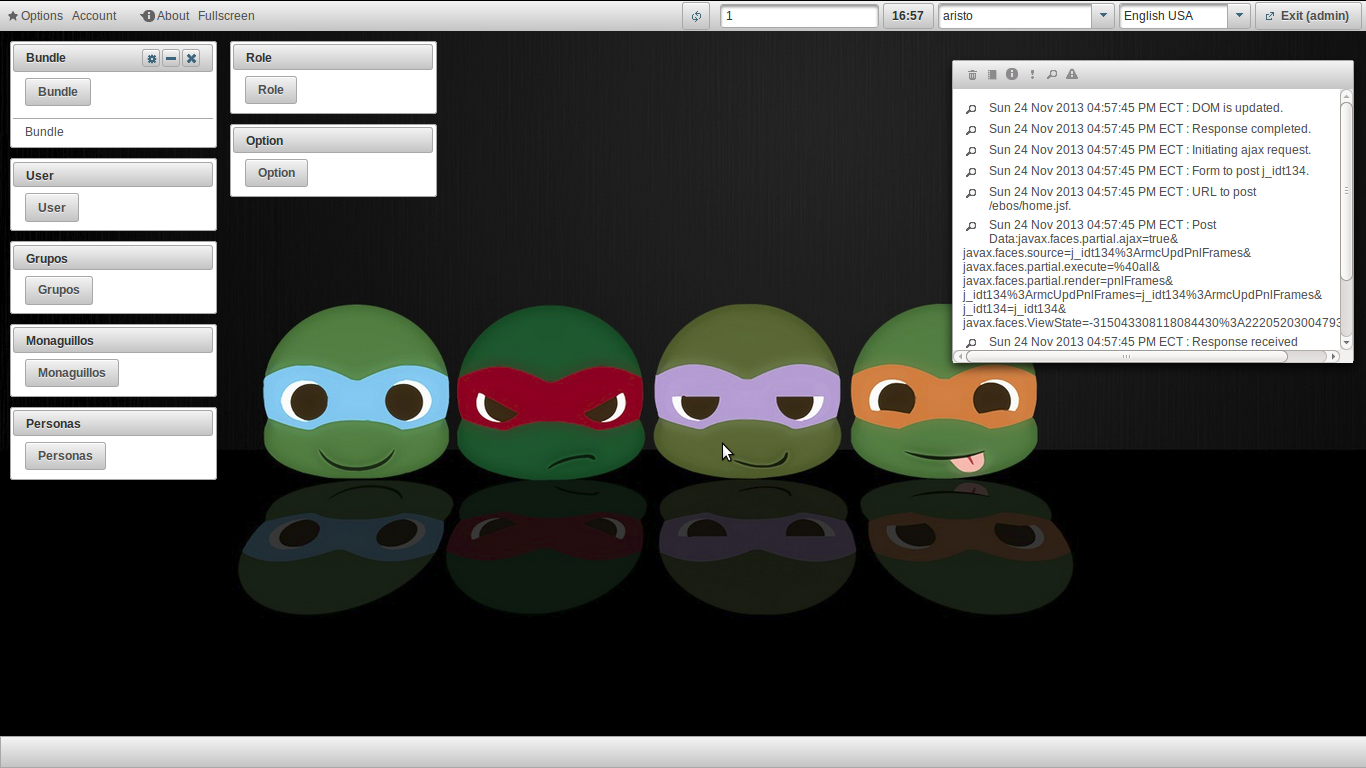 Options Account About Fullscreen
1
16:57
aristo
English USA
Exit (admin)
Bundle
Bundle
Bundle
User
User
Grupos
Grupos
Monaguillos
Monaguillos
Personas
Personas
Role
Role
Option
Option
Sun 24 Nov 2013 04:57:45 PM ECT : DOM is updated.
Sun 24 Nov 2013 04:57:45 PM ECT : Response completed.
Sun 24 Nov 2013 04:57:45 PM ECT : Initiating ajax request.
Sun 24 Nov 2013 04:57:45 PM ECT : Form to post j_idt134.
Sun 24 Nov 2013 04:57:45 PM ECT : URL to post
/ebos/home.jsf.
Sun 24 Nov 2013 04:57:45 PM ECT : Post
Data:javax.faces.partial.ajax=true&
javax.faces.source=j_idt134%3ArmcUpdPnlFrames&
javax.faces.partial.execute=%40all&
javax.faces.partial.render=pnlFrames&
j_idt134%3ArmcUpdPnlFrames=j_idt134%3ArmcUpdPnlFrames&
j_idt134=j_idt134&
javax.faces.ViewState=-315043308118084430%3A22205203004793
Sun 24 Nov 2013 04:57:45 PM ECT : Response received